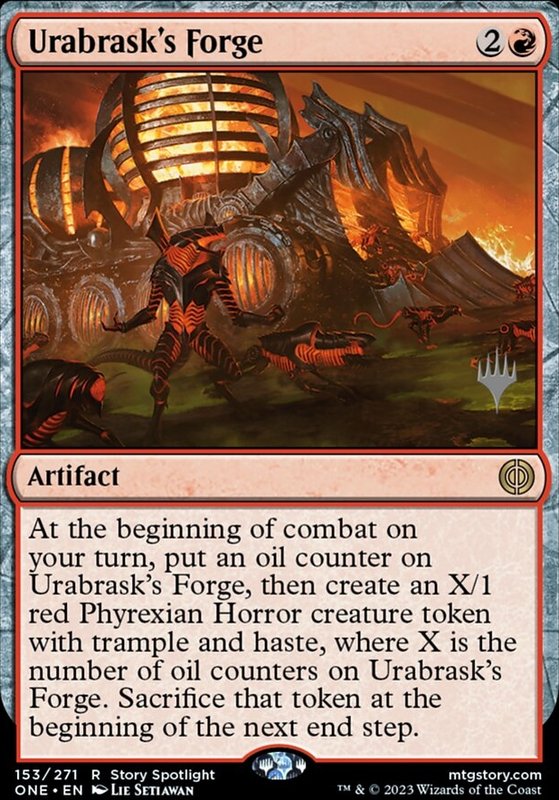 Urabrask's Forge 2
Artifact
At the beginning of combat on
your turn, put an oil counter on
Urabrask's Forge, then create an X/1
red Phyrexian Horror creature token
with trample and haste, where X is the
number of oil counters on Urabrask's
Forge. Sacrifice that token at the
beginning of the next end step.
153/271 R Story Spotlight mtgstory.com
ONE • EN Lie Setiawan ™ & © 2023 Wizards of the Coast